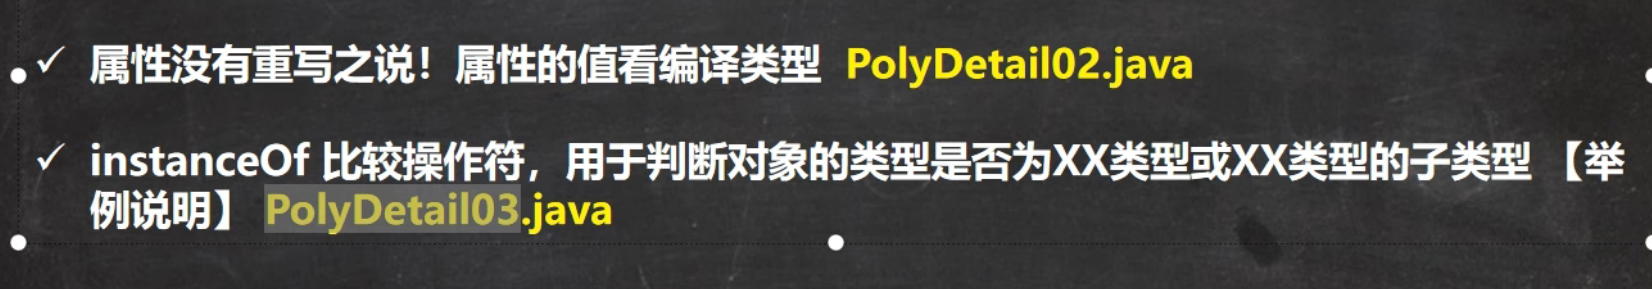 ✓ 属性没有重写之说！属性的值看编译类型 PolyDetail02.java
✓ instanceOf 比较操作符，用于判断对象的类型是否为XX类型或XX类型的子类型 【举
例说明】 PolyDetail03.java